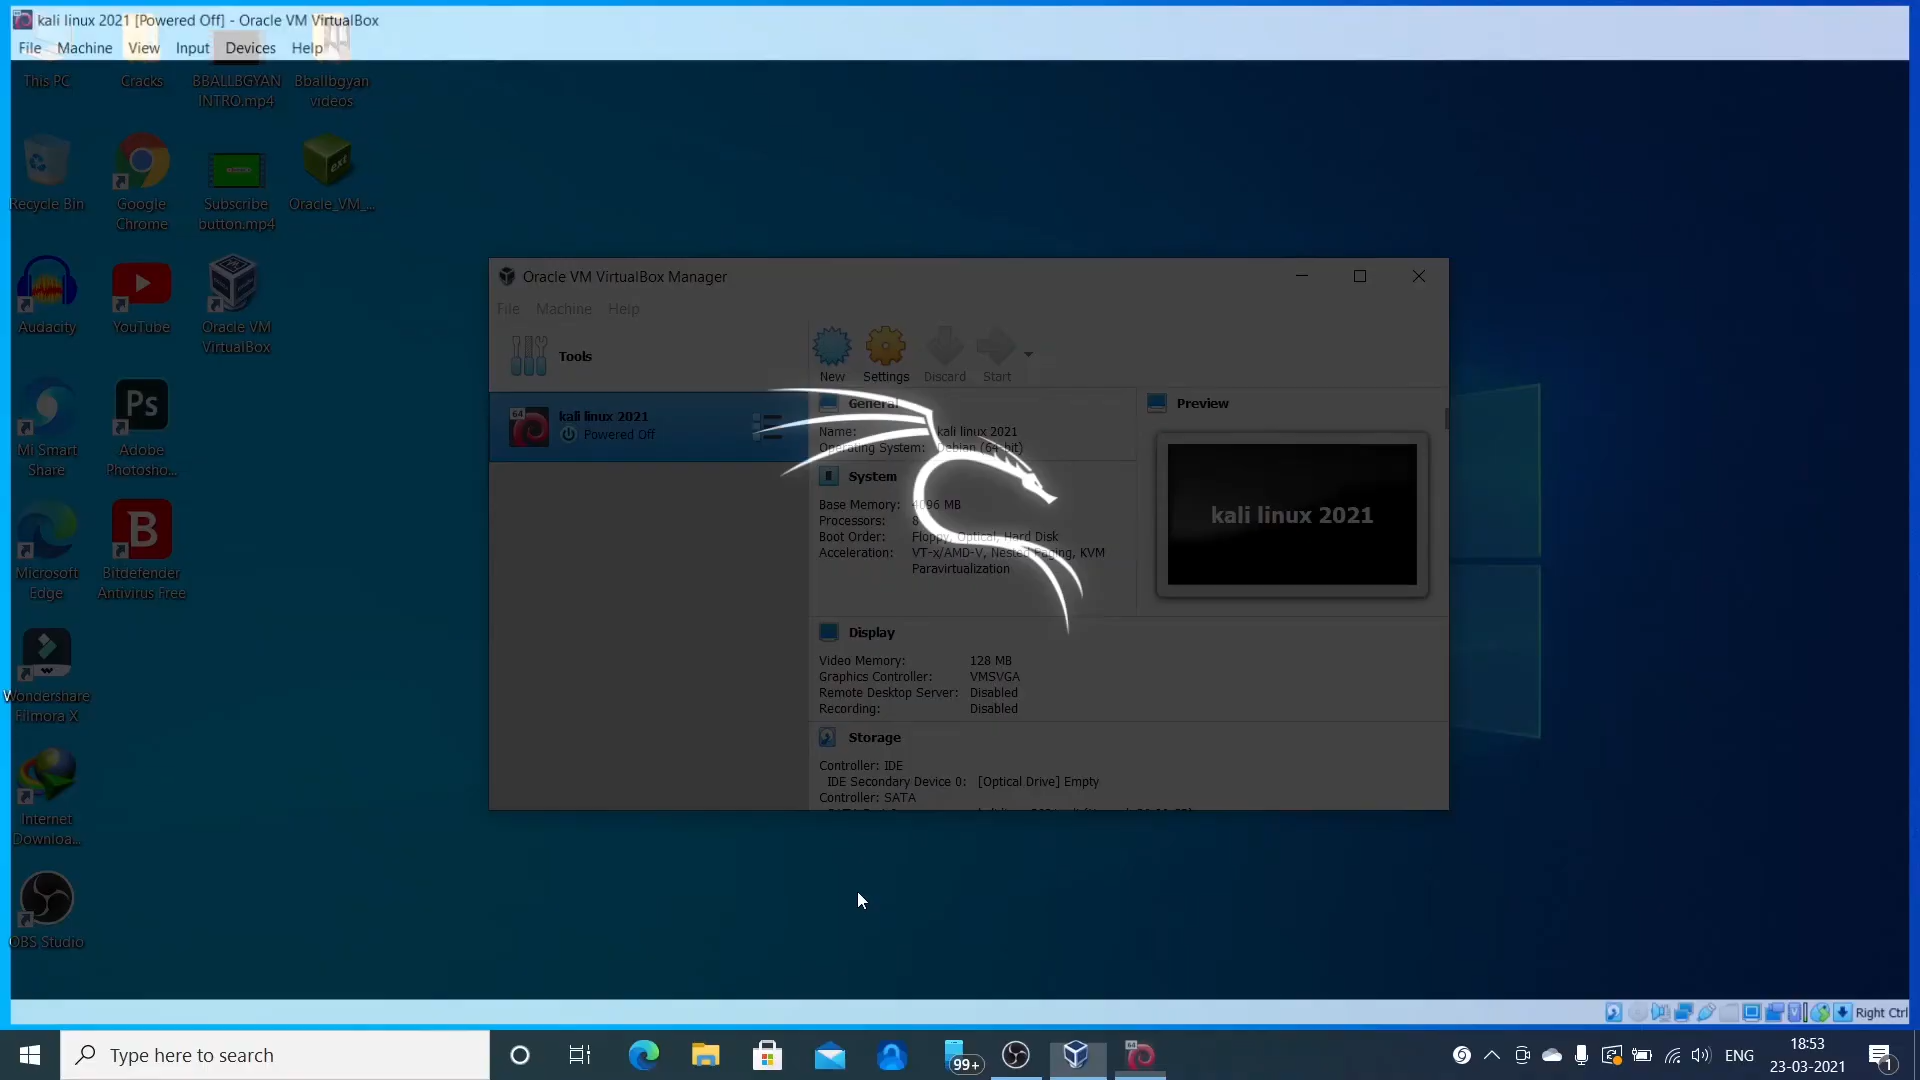 kali linux 2021 [Powered Off] - Oracle VM VirtualBox
File Machine View Input Devices Help
This PC
Cracks
BBALLBGYAN
INTRO.mp4
Bballbgyan
videos
Recycle Bin
Google
Chrome
Subscribe
button.mp4
Oracle_VM_...
ext
Audacity
YouTube
Oracle VM
VirtualBox
Mi Smart
Share
Ps
Adobe
Photosho...
Microsoft
Edge
B
Bitdefender
Antivirus Free
Wondershare
Filmora X
Internet
Downloa...
OBS Studio
Oracle VM VirtualBox Manager
File Machine Help
Tools
New Settings Discard Start
64
kali linux 2021
Powered Off
General
Name: kali linux 2021
Operating System: Debian (64-bit)
System
Base Memory: 4096 MB
Processors: 8
Boot Order: Floppy, Optical, Hard Disk
Acceleration: VT-x/AMD-V, Nested Paging, KVM
Paravirtualization
Preview
kali linux 2021
Display
Video Memory: 128 MB
Graphics Controller: VMSVGA
Remote Desktop Server: Disabled
Recording: Disabled
Storage
Controller: IDE
IDE Secondary Device 0: [Optical Drive] Empty
Controller: SATA
Right Ctrl
Type here to search
99+
64
ENG
18:53
23-03-2021
1